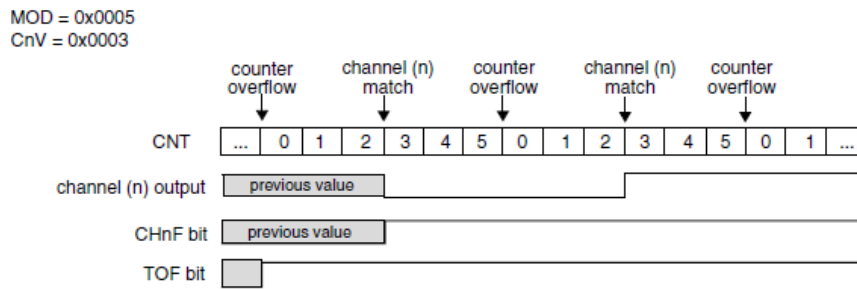 MOD = 0x0005
CnV = 0x0003
counter overflow channel (n) match counter overflow channel (n) match counter overflow
CNT ... 0 1 2 3 4 5 0 1 2 3 4 5 0 1 ...
channel (n) output previous value
CHnF bit previous value
TOF bit